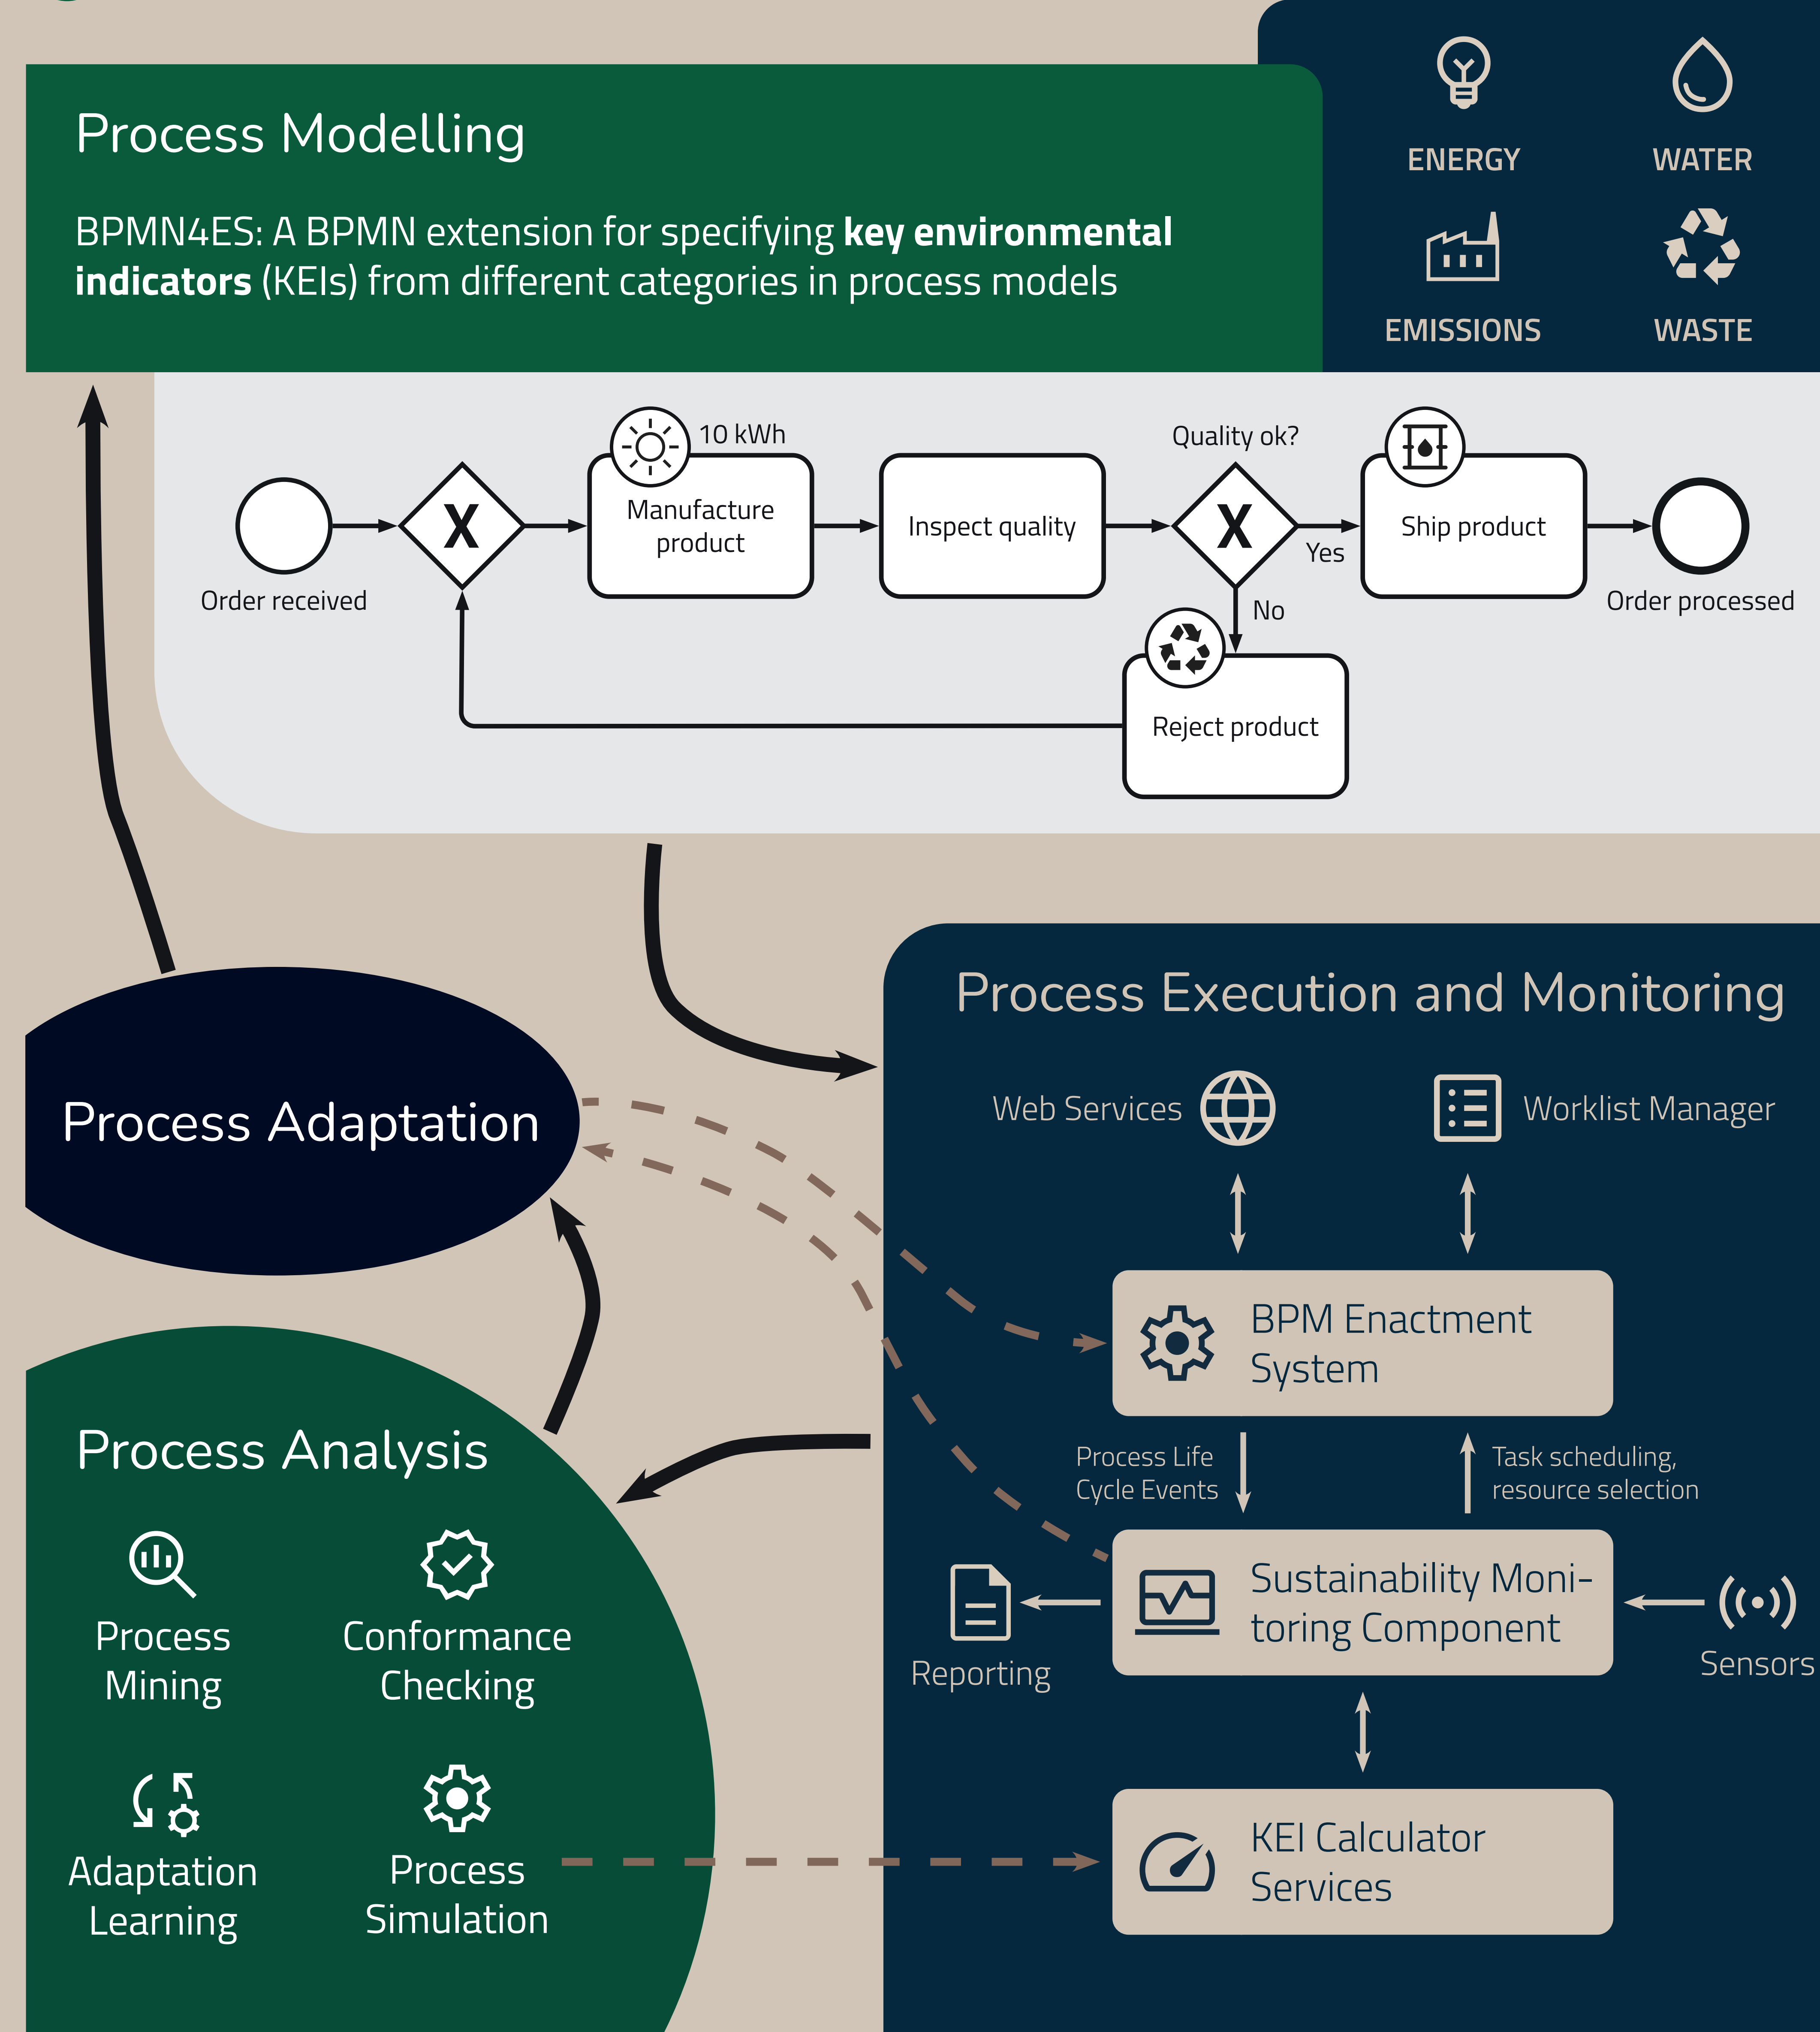 Process Modelling
BPMN4ES: A BPMN extension for specifying key environmental
indicators (KEIs) from different categories in process models
ENERGY
WATER
EMISSIONS
WASTE
10 kWh
Quality ok?
Manufacture
product
Inspect quality
X
X
Ship product
Yes
Order received
No
Order processed
Reject product
Process Adaptation
Process Execution and Monitoring
Web Services
Worklist Manager
BPM Enactment
System
Process Life
Cycle Events
Task scheduling,
resource selection
Sustainability Moni-
toring Component
Reporting
Sensors
KEI Calculator
Services
Process Analysis
Process
Mining
Conformance
Checking
Adaptation
Learning
Process
Simulation